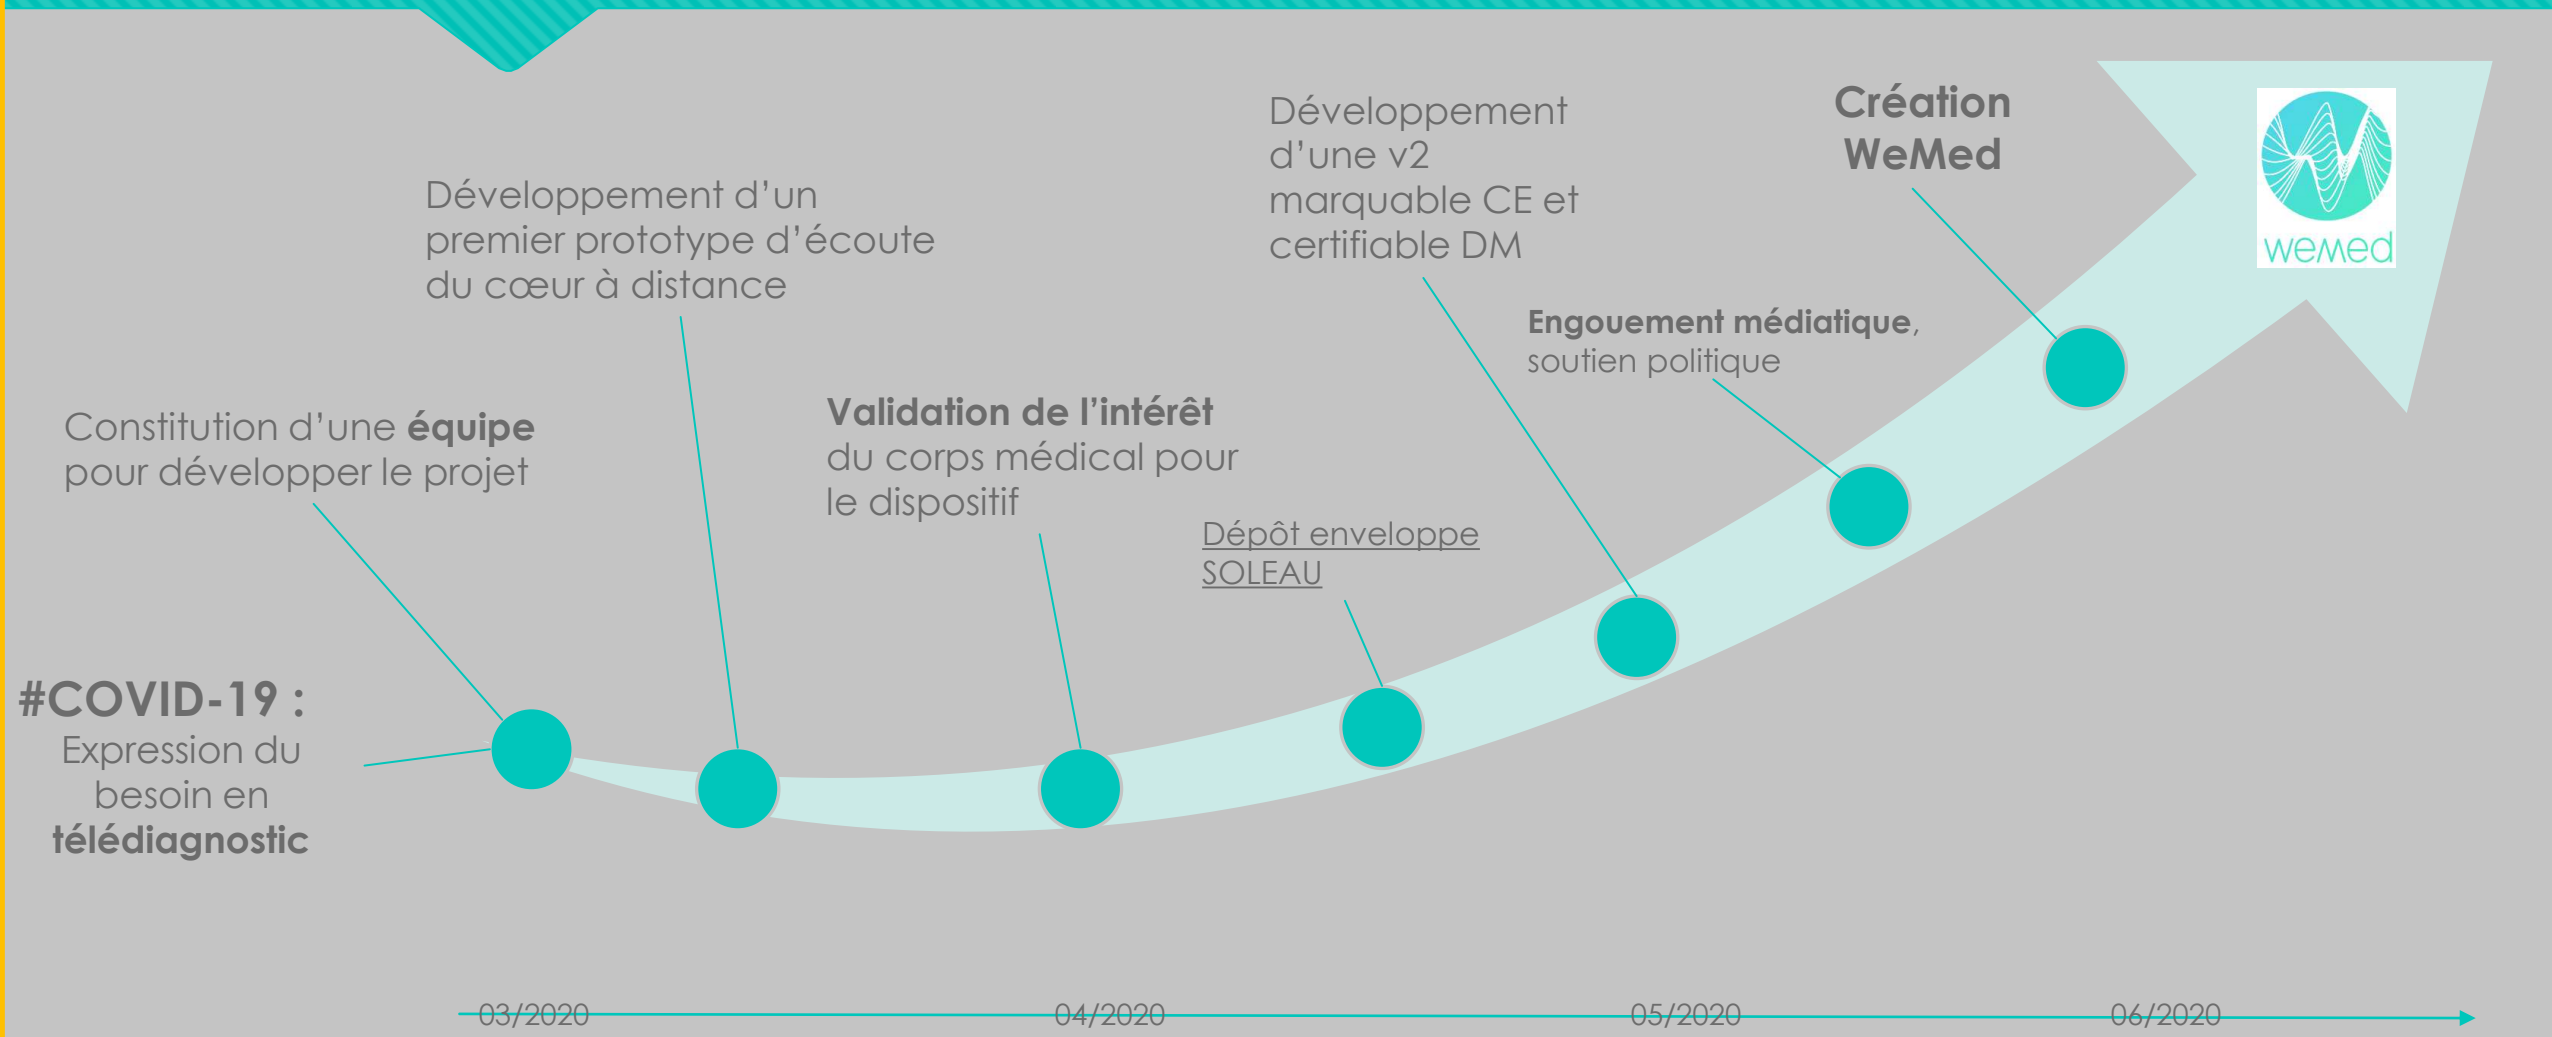 #COVID-19 :
Expression du
besoin en
télédiagnostic
Constitution d’une équipe
pour développer le projet
Développement d’un
premier prototype d’écoute
du cœur à distance
Validation de l’intérêt
du corps médical pour
le dispositif
Dépôt enveloppe
SOLEAU
Développement
d’une v2
marquable CE et
certifiable DM
Engouement médiatique,
soutien politique
Création
WeMed
wemed
03/2020
04/2020
05/2020
06/2020